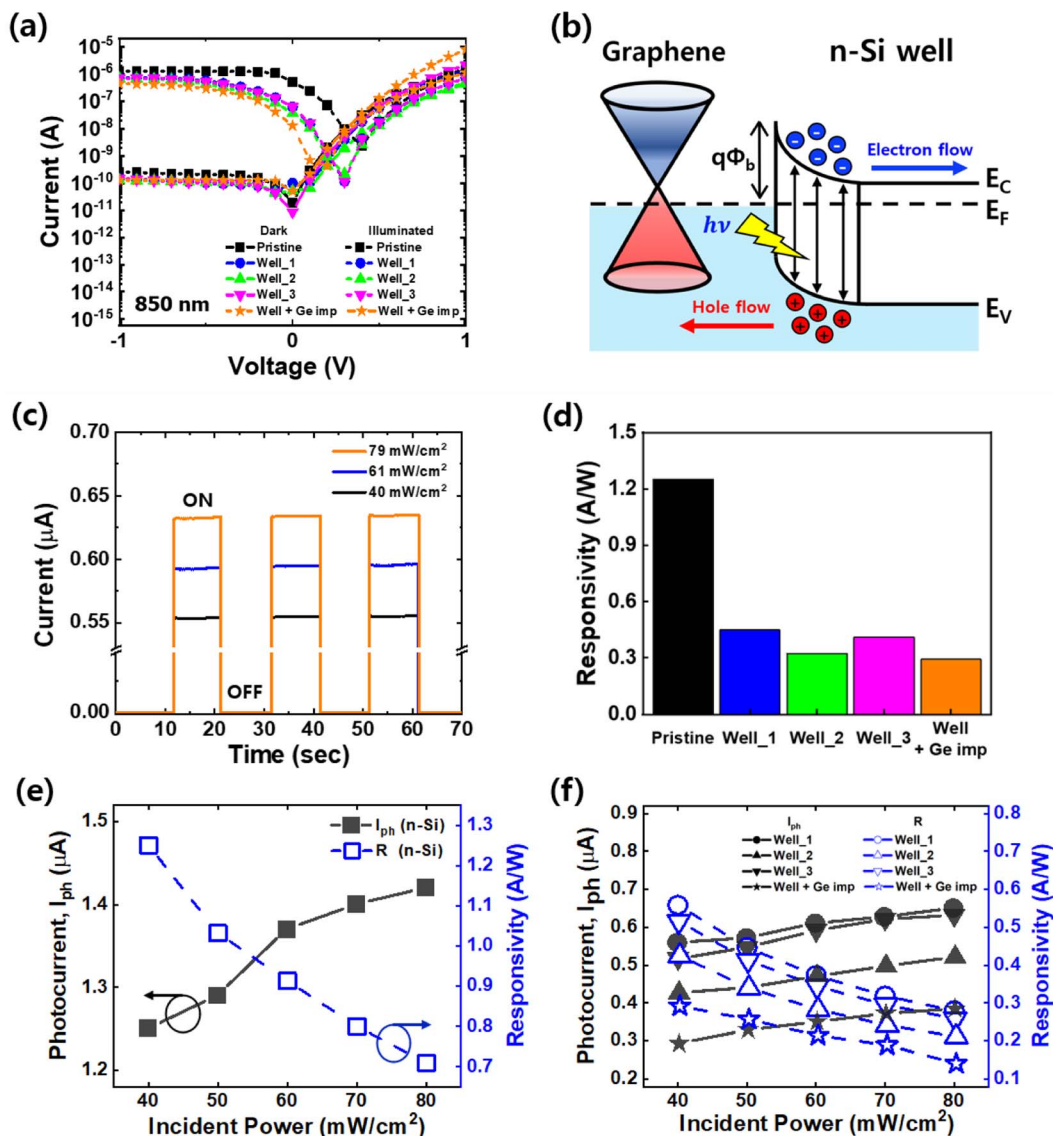 (a)
10⁻⁵
10⁻⁶
10⁻⁷
10⁻⁸
10⁻⁹
10⁻¹⁰
10⁻¹¹
10⁻¹²
10⁻¹³
10⁻¹⁴
10⁻¹⁵
Current (A)
Dark Illuminated
Pristine Pristine
Well_1 Well_1
Well_2 Well_2
Well_3 Well_3
Well + Ge imp Well + Ge imp
850 nm
-1 0 1
Voltage (V)
(b)
Graphene n-Si well
qΦb
Electron flow
EC
EF
hν
Hole flow
EV
(c)
0.70
0.65
0.60
0.55
0.00
Current (μA)
79 mW/cm²
61 mW/cm²
40 mW/cm²
ON
OFF
0 10 20 30 40 50 60 70
Time (sec)
(d)
1.5
1.2
0.9
0.6
0.3
0.0
Responsivity (A/W)
Pristine Well_1 Well_2 Well_3 Well
+ Ge imp
(e)
1.5
1.4
1.3
1.2
Photocurrent, Iph (μA)
Iph (n-Si)
R (n-Si)
1.3
1.2
1.1
1.0
0.9
0.8
0.7
Responsivity (A/W)
40 50 60 70 80
Incident Power (mW/cm²)
(f)
0.9
0.8
0.7
0.6
0.5
0.4
0.3
0.2
Photocurrent, Iph (μA)
Iph R
Well_1 Well_1
Well_2 Well_2
Well_3 Well_3
Well + Ge imp Well + Ge imp
0.8
0.7
0.6
0.5
0.4
0.3
0.2
0.1
0.0
Responsivity (A/W)
40 50 60 70 80
Incident Power (mW/cm²)